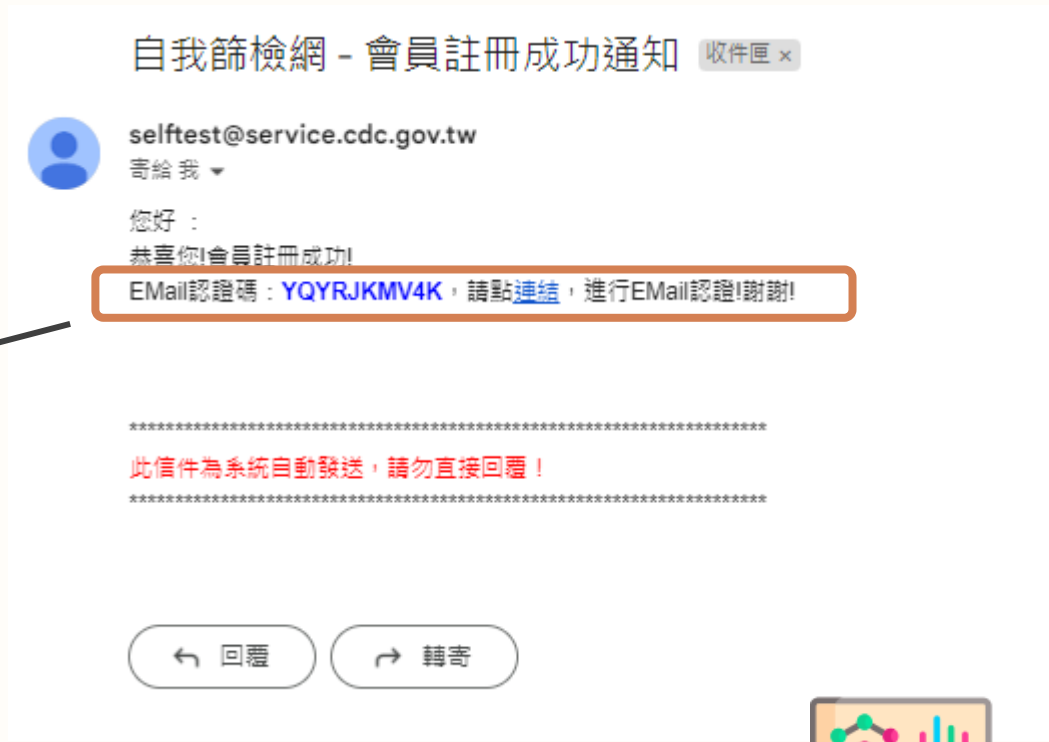 自我篩檢網 – 會員註冊成功通知 收件匣 ×
selftest@service.cdc.gov.tw
寄給 我
您好 ：
恭喜您!會員註冊成功!
EMail認證碼：YQYRJKMV4K，請點連結，進行EMail認證!謝謝!
***********************************************************************
此信件為系統自動發送，請勿直接回覆！
***********************************************************************
回覆 轉寄